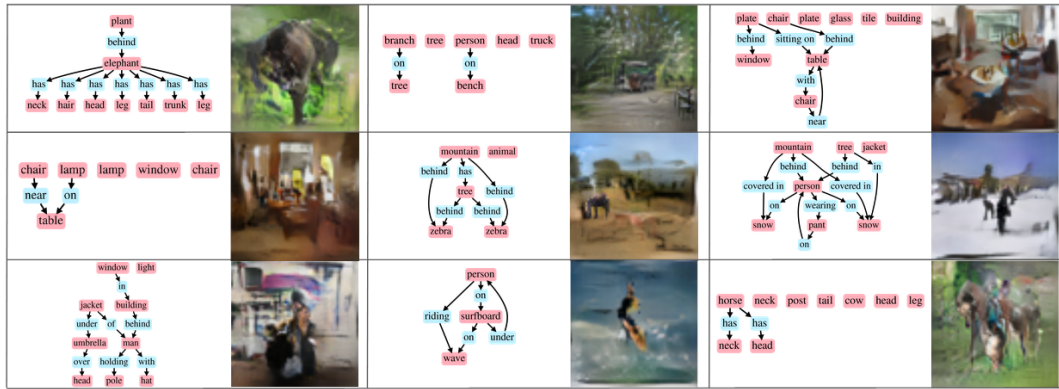 plant
behind
elephant
has has has has has has has
neck hair head leg tail trunk leg
branch tree person head truck
on on
tree bench
plate chair plate glass tile building
behind sitting on behind
window table
with
chair
near
chair lamp lamp window chair
near on
table
mountain animal
behind has behind
tree
behind behind
zebra zebra
mountain tree jacket
behind behind in
covered in person covered in
on wearing on
snow pant snow
on
window light
in
jacket building
under of behind
umbrella man
over holding with
head pole hat
person
on
riding surfboard
on under
wave
horse neck post tail cow head leg
has has
neck head